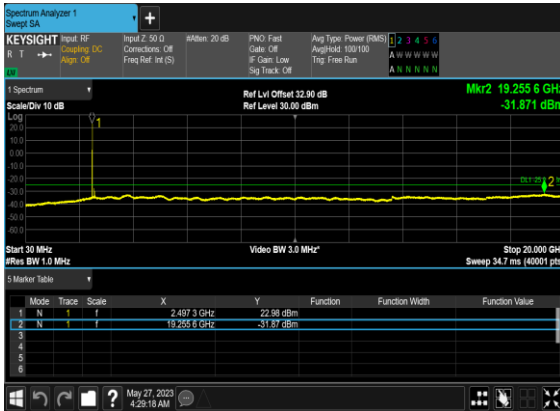 Spectrum Analyzer 1
Swept SA
+
KEYSIGHT Input: RF Input Z: 50 Ω #Atten: 20 dB PNO: Fast Avg Type: Power (RMS) 1 2 3 4 5 6
R T Coupling: DC Corrections: Off Gate: Off Avg|Hold: 100/100 A W W W W W
Align: Off Freq Ref: Int (S) IF Gain: Low Trig: Free Run
Sig Track: Off A N N N N N
1 Spectrum Ref Lvl Offset 32.90 dB Mkr2 19.255 6 GHz
Scale/Div 10 dB Ref Level 30.00 dBm -31.871 dBm
Log 1
20.0
10.0
0.00
-10.0
-20.0
-30.0 2
-40.0
-50.0
-60.0
Start 30 MHz Video BW 3.0 MHz* Stop 20.000 GHz
#Res BW 1.0 MHz Sweep 34.7 ms (40001 pts)
5 Marker Table
Mode Trace Scale X Y Function Function Width Function Value
1 N 1 f 2.497 3 GHz 22.98 dBm
2 N 1 f 19.255 6 GHz -31.87 dBm
3
4
5
6
? May 27, 2023
4:29:18 AM